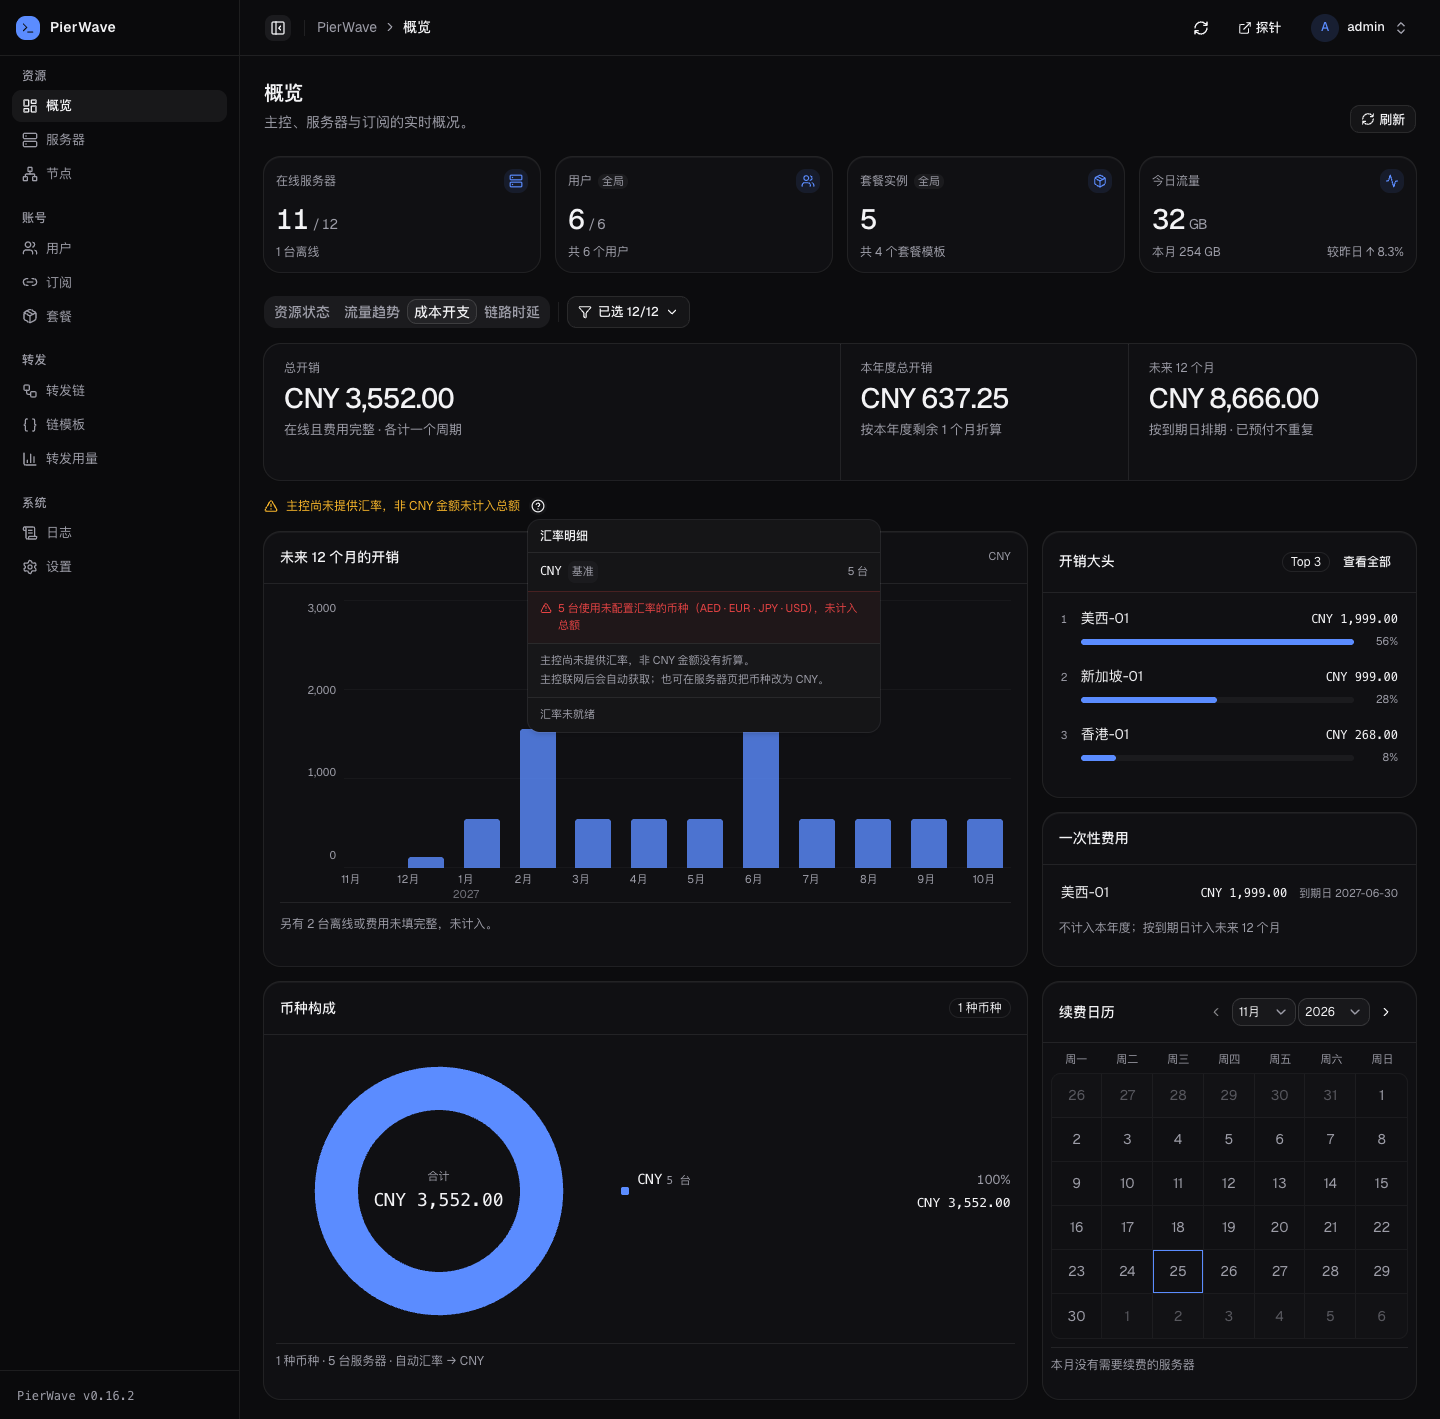 PierWave
资源
概览
服务器
节点
账号
用户
订阅
套餐
转发
转发链
链模板
转发用量
系统
日志
设置
PierWave v0.16.2
PierWave > 概览
探针
A admin
概览
主控、服务器与订阅的实时概况。
刷新
在线服务器
11 / 12
1 台离线
用户 全局
6 / 6
共 6 个用户
套餐实例 全局
5
共 4 个套餐模板
今日流量
32 GB
本月 254 GB 较昨日 ↑ 8.3%
资源状态 流量趋势 成本开支 链路时延 已选 12/12
总开销
CNY 3,552.00
在线且费用完整 · 各计一个周期
本年度总开销
CNY 637.25
按本年度剩余 1 个月折算
未来 12 个月
CNY 8,666.00
按到期日排期 · 已预付不重复
主控尚未提供汇率，非 CNY 金额未计入总额
汇率明细
CNY 基准 5 台
5 台使用未配置汇率的币种（AED · EUR · JPY · USD），未计入
总额
主控尚未提供汇率，非 CNY 金额没有折算。
主控联网后会自动获取；也可在服务器页把币种改为 CNY。
汇率未就绪
未来 12 个月的开销 CNY
3,000
2,000
1,000
0
11月 12月 1月 2月 3月 4月 5月 6月 7月 8月 9月 10月
2027
另有 2 台离线或费用未填完整，未计入。
开销大头 Top 3 查看全部
1 美西-01 CNY 1,999.00
56%
2 新加坡-01 CNY 999.00
28%
3 香港-01 CNY 268.00
8%
一次性费用
美西-01 CNY 1,999.00 到期日 2027-06-30
不计入本年度；按到期日计入未来 12 个月
币种构成 1 种币种
合计
CNY 3,552.00
CNY 5 台 100%
CNY 3,552.00
1 种币种 · 5 台服务器 · 自动汇率 → CNY
续费日历 11月 2026
周一 周二 周三 周四 周五 周六 周日
26 27 28 29 30 31 1
2 3 4 5 6 7 8
9 10 11 12 13 14 15
16 17 18 19 20 21 22
23 24 25 26 27 28 29
30 1 2 3 4 5 6
本月没有需要续费的服务器